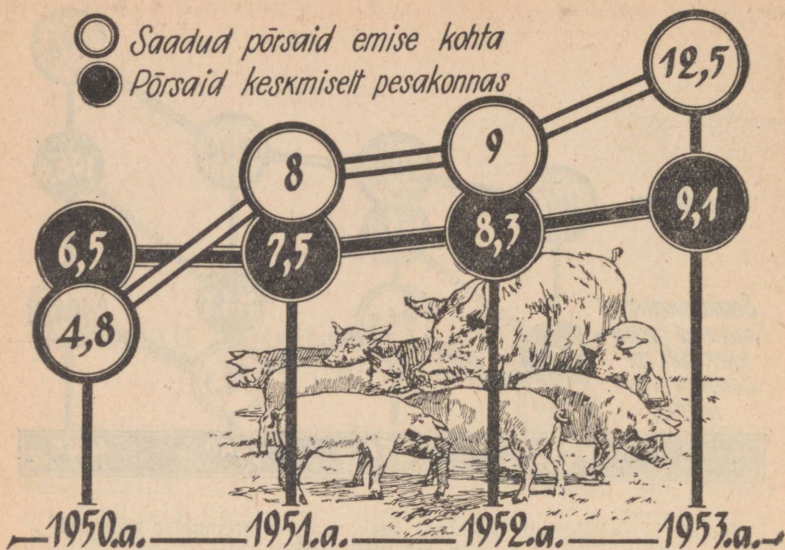 Saadud põrsaid emise kohta
Põrsaid keskmiselt pesakonnas
12,5
8
9
6,5
7,5
8,3
9,1
4,8
1950.a. 1951.a. 1952.a. 1953.a.